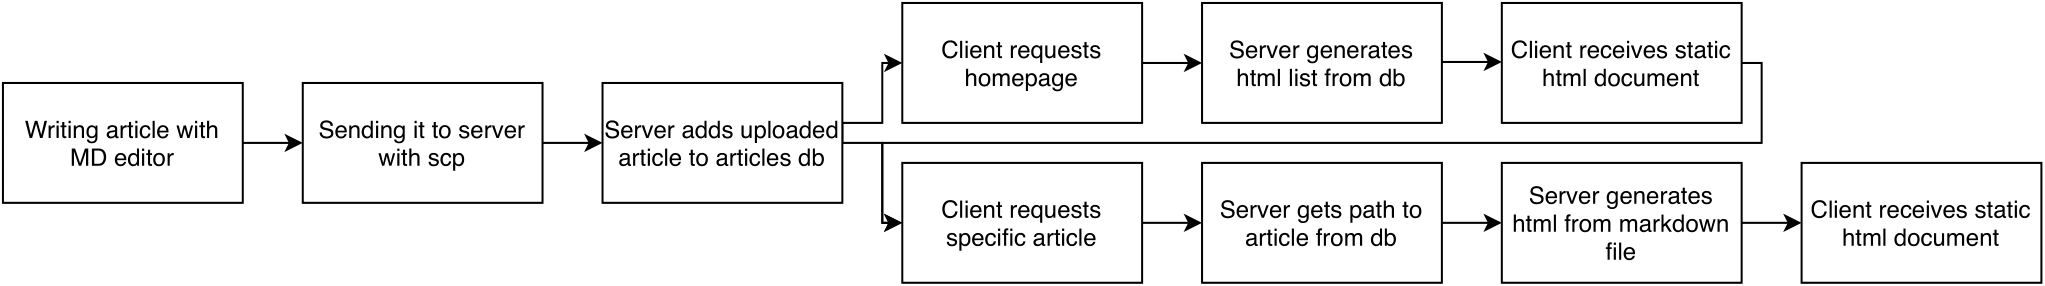 Writing article with
MD editor
Sending it to server
with scp
Server adds uploaded
article to articles db
Client requests
homepage
Server generates
html list from db
Client receives static
html document
Client requests
specific article
Server gets path to
article from db
Server generates
html from markdown
file
Client receives static
html document